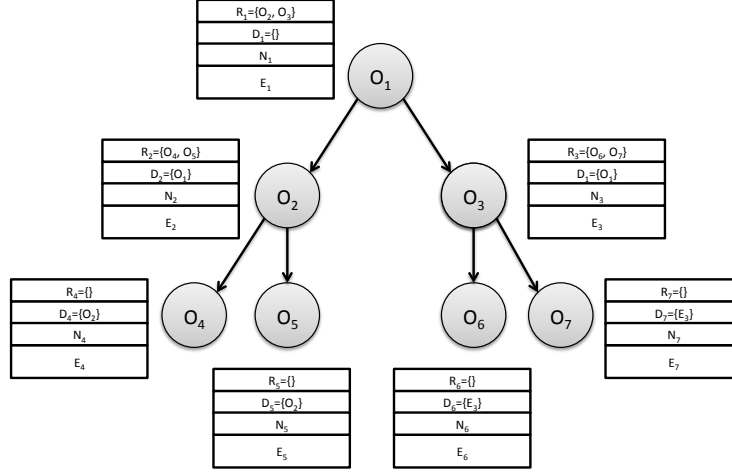 R₁={O₂, O₃}
D₁={}
N₁
E₁
O₁
R₂={O₄, O₅}
D₂={O₁}
N₂
E₂
O₂
O₃
R₃={O₆, O₇}
D₁={O₁}
N₃
E₃
R₄={}
D₄={O₂}
N₄
E₄
O₄
O₅
O₆
O₇
R₇={}
D₇={E₃}
N₇
E₇
R₅={}
D₅={O₂}
N₅
E₅
R₆={}
D₆={E₃}
N₆
E₆